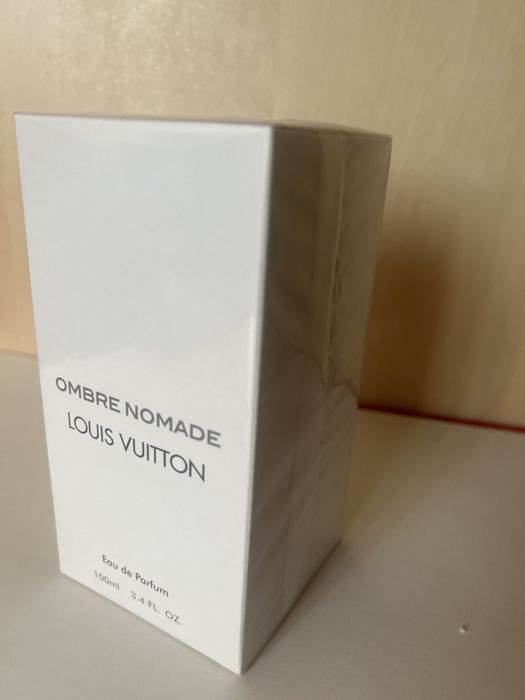 OMBRE NOMADE
LOUIS VUITTON
Eau de Parfum
100ml 3.4 FL. OZ.